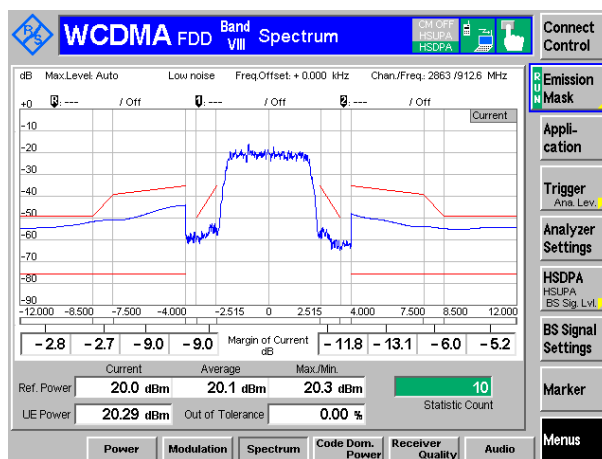 R&S
WCDMA FDD Band VIII Spectrum
CM OFF
HSUPA
HSDPA
Connect Control
dB Max.Level: Auto Low noise Freq.Offset: + 0.000 kHz Chan./Freq.: 2863 /912.6 MHz
RUN
Emission Mask
+0 R: --- / Off 1: --- / Off 2: --- / Off
Current
-10
-20
-30
-40
-50
-60
-70
-80
-90
-12.000 -8.500 -7.500 -4.000 -2.515 0 2.515 4.000 7.500 8.500 12.000
- 2.8 - 2.7 - 9.0 - 9.0 Margin of Current dB - 11.8 - 13.1 - 6.0 - 5.2
Current Average Max./Min.
Ref. Power 20.0 dBm 20.1 dBm 20.3 dBm 10
Statistic Count
UE Power 20.29 dBm Out of Tolerance 0.00 %
Appli-
cation
Trigger
Ana. Lev.
Analyzer
Settings
HSDPA
HSUPA
BS Sig. Lvl.
BS Signal
Settings
Marker
Menus
Power Modulation Spectrum Code Dom. Power Receiver Quality Audio